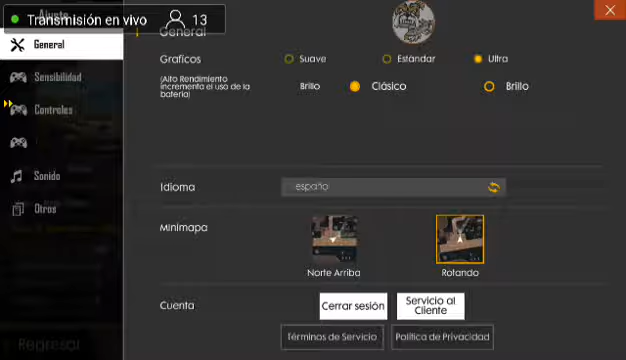 Ajuste
Transmisión en vivo
13
General
General
Graficos
Suave
Estándar
Ultra
(Alto Rendimiento
incrementa el uso de la
batería)
Brillo
Clásico
Brillo
Sensibilidad
Controles
Sonido
Otros
Idioma
español
Minimapa
Norte Arriba
Rotando
Cuenta
Cerrar sesión
Servicio al
Cliente
Términos de Servicio
Política de Privacidad
Regresar